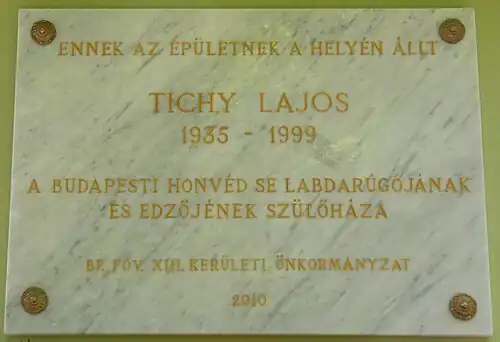 ENNEK AZ ÉPÜLETNEK A HELYÉN ÁLLT
TICHY LAJOS
1935 - 1999
A BUDAPESTI HONVÉD SE LABDARÚGÓJÁNAK
ÉS EDZŐJÉNEK SZÜLŐHÁZA
BP. FŐV. XIII. KERÜLETI ÖNKORMÁNYZAT
2010